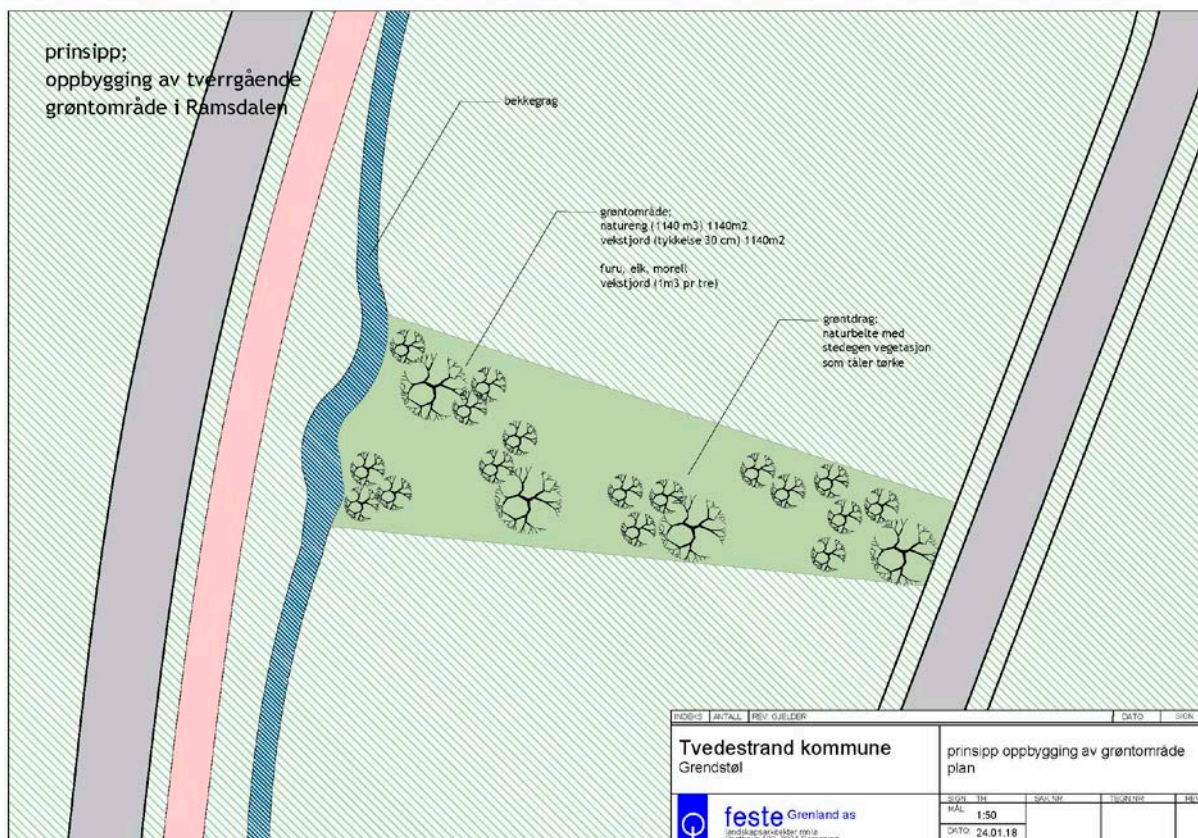 prinsipp;
oppbygging av tverrgående
grøntområde i Ramsdalen
bekkegrag
grøntområde;
natureng (1140 m3) 1140m2
vekstjord (tykkelse 30 cm) 1140m2
furu, eik, morell
vekstjord (1m3 pr tre)
grøntdrag;
naturbelte med
stedegen vegetasjon
som tåler tørke
INDEKS ANTALL REV. GJELDER DATO SIGN
Tvedestrand kommune
Grendstøl
prinsipp oppbygging av grøntområde
plan
SIGN TH SAK.NR. TEGN.NR REV
MÅL 1:50
DATO 24.01.18
feste Grenland as
landskapsarkitekter mnla